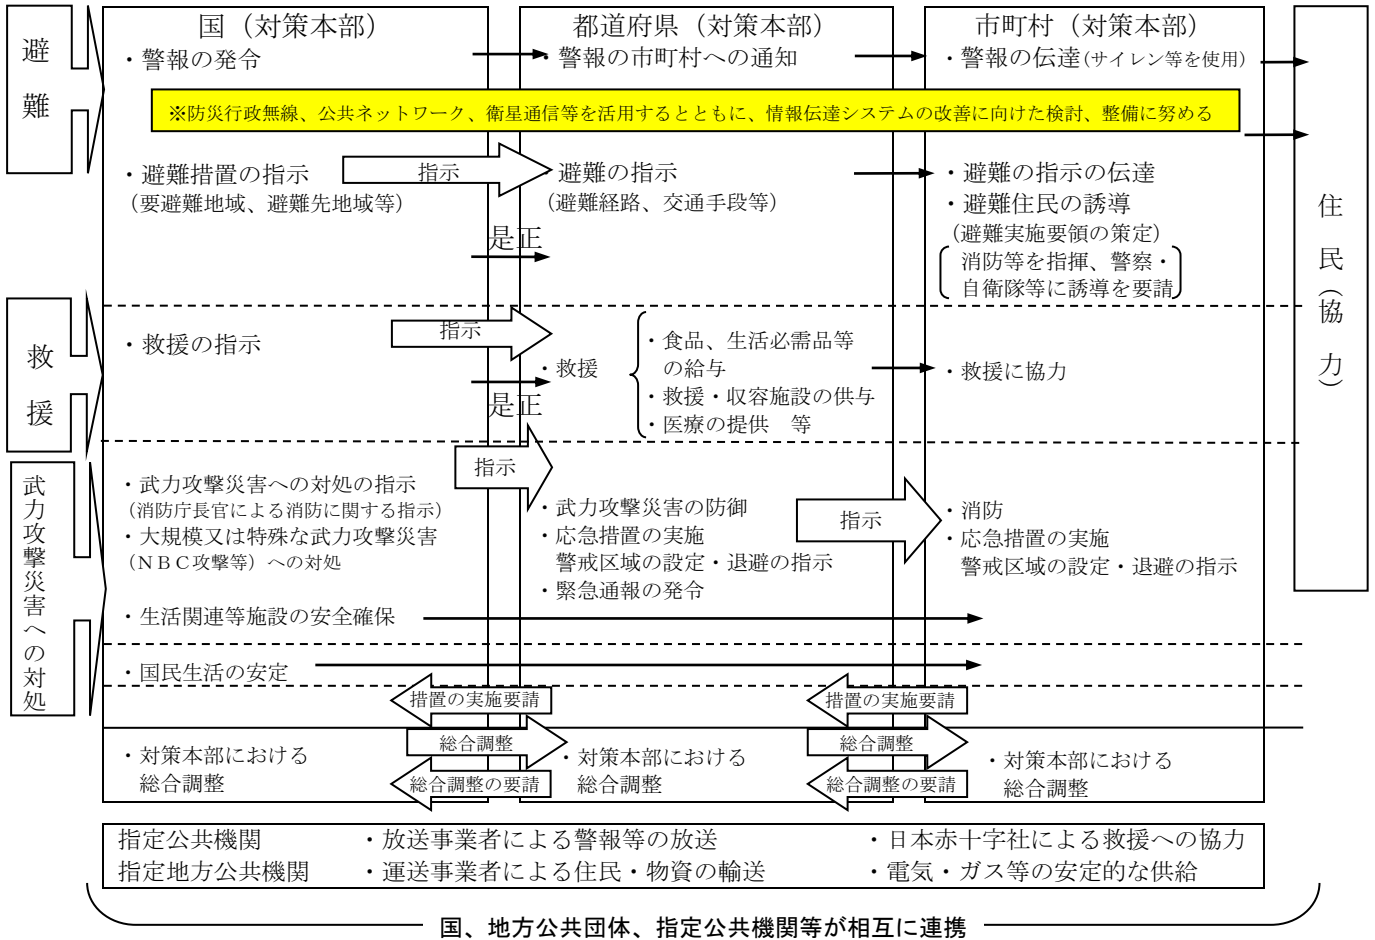 避難
国（対策本部）
・警報の発令
都道府県（対策本部）
・警報の市町村への通知
市町村（対策本部）
・警報の伝達（サイレン等を使用）
※防災行政無線、公共ネットワーク、衛星通信等を活用するとともに、情報伝達システムの改善に向けた検討、整備に努める
・避難措置の指示
（要避難地域、避難先地域等）
指示
・避難の指示
（避難経路、交通手段等）
是正
・避難の指示の伝達
・避難住民の誘導
（避難実施要領の策定）
消防等を指揮、警察・
自衛隊等に誘導を要請
住民（協力）
救援
・救援の指示
指示
是正
・救援
・食品、生活必需品等
の給与
・救援・収容施設の供与
・医療の提供　等
・救援に協力
武力攻撃災害への対処
・武力攻撃災害への対処の指示
（消防庁長官による消防に関する指示）
・大規模又は特殊な武力攻撃災害
（ＮＢＣ攻撃等）への対処
指示
・武力攻撃災害の防御
・応急措置の実施
警戒区域の設定・退避の指示
・緊急通報の発令
指示
・消防
・応急措置の実施
警戒区域の設定・退避の指示
・生活関連等施設の安全確保
・国民生活の安定
措置の実施要請
措置の実施要請
・対策本部における
総合調整
総合調整
総合調整の要請
・対策本部における
総合調整
総合調整
総合調整の要請
・対策本部における
総合調整
指定公共機関
指定地方公共機関
・放送事業者による警報等の放送
・運送事業者による住民・物資の輸送
・日本赤十字社による救援への協力
・電気・ガス等の安定的な供給
国、地方公共団体、指定公共機関等が相互に連携